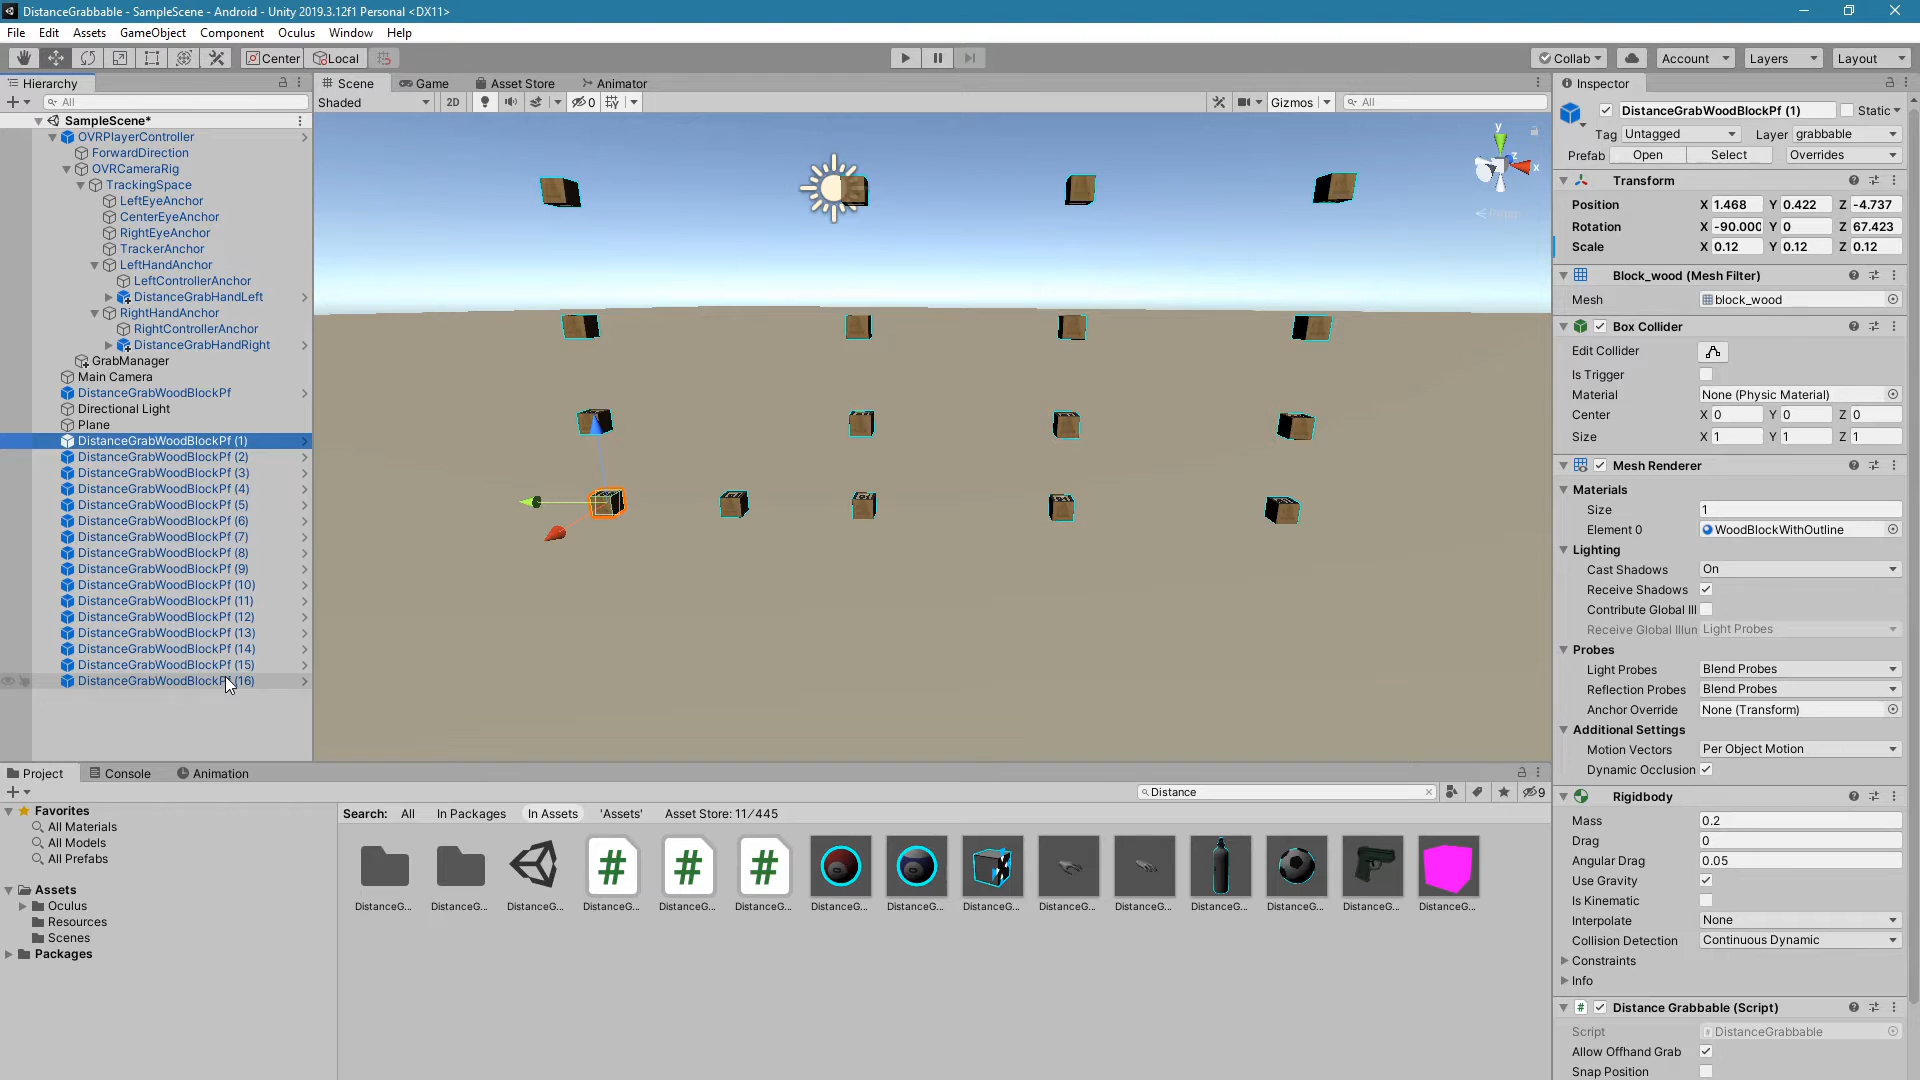 DistanceGrabbable - SampleScene - Android - Unity 2019.3.12f1 Personal <DX11>
File Edit Assets GameObject Component Oculus Window Help
Center Local Collab Account Layers Layout
Hierarchy
All
SampleScene*
OVRPlayerController
ForwardDirection
OVRCameraRig
TrackingSpace
LeftEyeAnchor
CenterEyeAnchor
RightEyeAnchor
TrackerAnchor
LeftHandAnchor
LeftControllerAnchor
DistanceGrabHandLeft
RightHandAnchor
RightControllerAnchor
DistanceGrabHandRight
GrabManager
Main Camera
DistanceGrabWoodBlockPf
Directional Light
Plane
DistanceGrabWoodBlockPf (1)
DistanceGrabWoodBlockPf (2)
DistanceGrabWoodBlockPf (3)
DistanceGrabWoodBlockPf (4)
DistanceGrabWoodBlockPf (5)
DistanceGrabWoodBlockPf (6)
DistanceGrabWoodBlockPf (7)
DistanceGrabWoodBlockPf (8)
DistanceGrabWoodBlockPf (9)
DistanceGrabWoodBlockPf (10)
DistanceGrabWoodBlockPf (11)
DistanceGrabWoodBlockPf (12)
DistanceGrabWoodBlockPf (13)
DistanceGrabWoodBlockPf (14)
DistanceGrabWoodBlockPf (15)
DistanceGrabWoodBlockPf (16)
Scene Game Asset Store Animator
Shaded 2D 0 Gizmos All
y
x
z
Persp
Inspector
DistanceGrabWoodBlockPf (1) Static
Tag Untagged Layer grabbable
Prefab Open Select Overrides
Transform
Position X 1.468 Y 0.422 Z -4.737
Rotation X -90.000 Y 0 Z 67.423
Scale X 0.12 Y 0.12 Z 0.12
Block_wood (Mesh Filter)
Mesh block_wood
Box Collider
Edit Collider
Is Trigger
Material None (Physic Material)
Center X 0 Y 0 Z 0
Size X 1 Y 1 Z 1
Mesh Renderer
Materials
Size 1
Element 0 WoodBlockWithOutline
Lighting
Cast Shadows On
Receive Shadows
Contribute Global Ill
Receive Global Illun Light Probes
Probes
Light Probes Blend Probes
Reflection Probes Blend Probes
Anchor Override None (Transform)
Additional Settings
Motion Vectors Per Object Motion
Dynamic Occlusion
Rigidbody
Mass 0.2
Drag 0
Angular Drag 0.05
Use Gravity
Is Kinematic
Interpolate None
Collision Detection Continuous Dynamic
Constraints
Info
Distance Grabbable (Script)
Script DistanceGrabbable
Allow Offhand Grab
Snap Position
Project Console Animation
Distance 9
Favorites
All Materials
All Models
All Prefabs
Assets
Oculus
Resources
Scenes
Packages
Search: All In Packages In Assets 'Assets' Asset Store: 11/445
DistanceG... DistanceG... DistanceG... DistanceG... DistanceG... DistanceG... DistanceG... DistanceG... DistanceG... DistanceG... DistanceG... DistanceG... DistanceG... DistanceG... DistanceG...